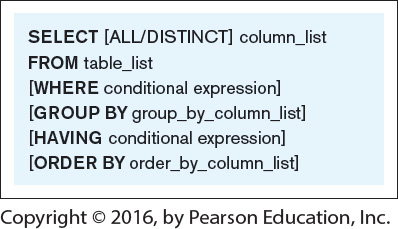 SELECT [ALL/DISTINCT] column_list
FROM table_list
[WHERE conditional expression]
[GROUP BY group_by_column_list]
[HAVING conditional expression]
[ORDER BY order_by_column_list]
Copyright © 2016, by Pearson Education, Inc.